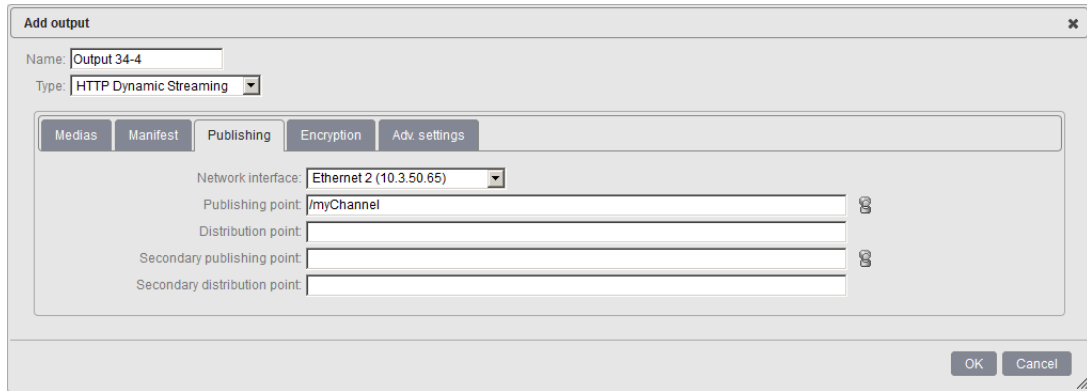 Add output
Name: Output 34-4
Type: HTTP Dynamic Streaming
Medias Manifest Publishing Encryption Adv. settings
Network interface: Ethernet 2 (10.3.50.65)
Publishing point: /myChannel
Distribution point:
Secondary publishing point:
Secondary distribution point:
OK Cancel